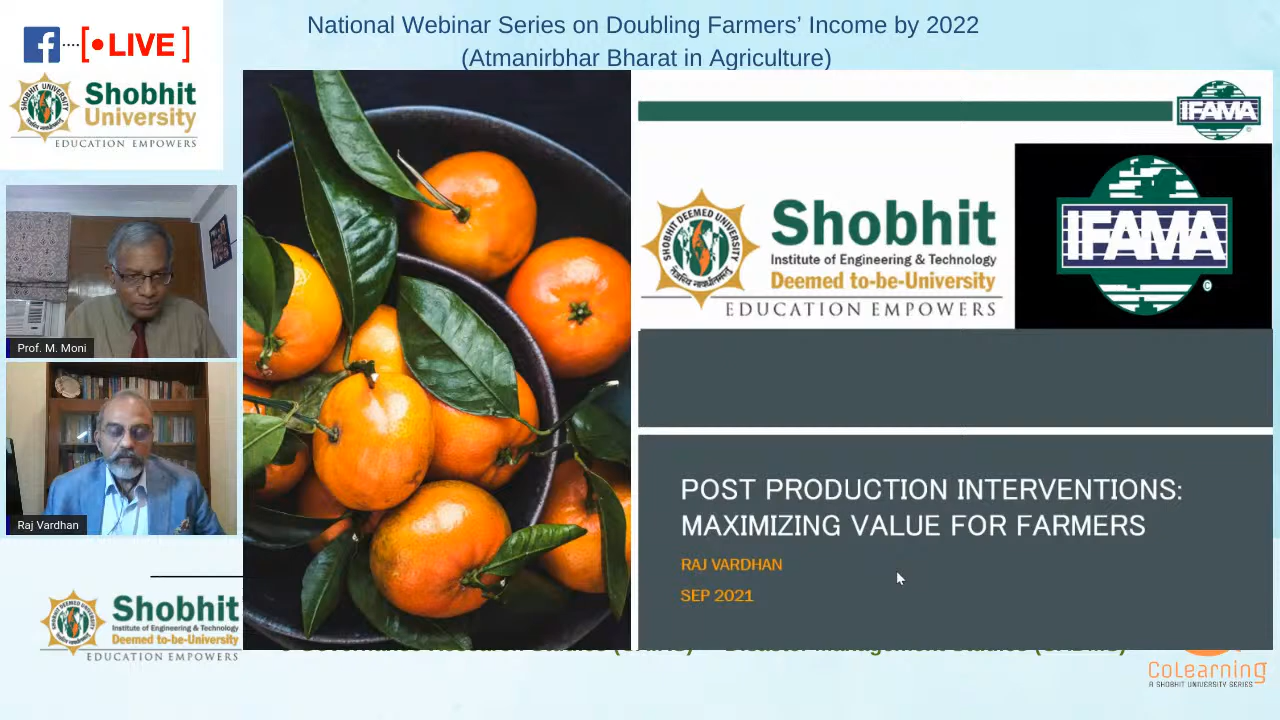 National Webinar Series on Doubling Farmers' Income by 2022
(Atmanirbhar Bharat in Agriculture)
LIVE
Shobhit
University
EDUCATION EMPOWERS
Prof. M. Moni
Raj Vardhan
Shobhit
Institute of Engineering & Technology
Deemed to-be-University
EDUCATION EMPOWERS
IFAMA
SHOBHIT DEEMED UNIVERSITY
Shobhit
Institute of Engineering & Technology
Deemed to-be-University
EDUCATION EMPOWERS
IFAMA
©
POST PRODUCTION INTERVENTIONS:
MAXIMIZING VALUE FOR FARMERS
RAJ VARDHAN
SEP 2021
CoLearning
A SHOBHIT UNIVERSITY SERIES